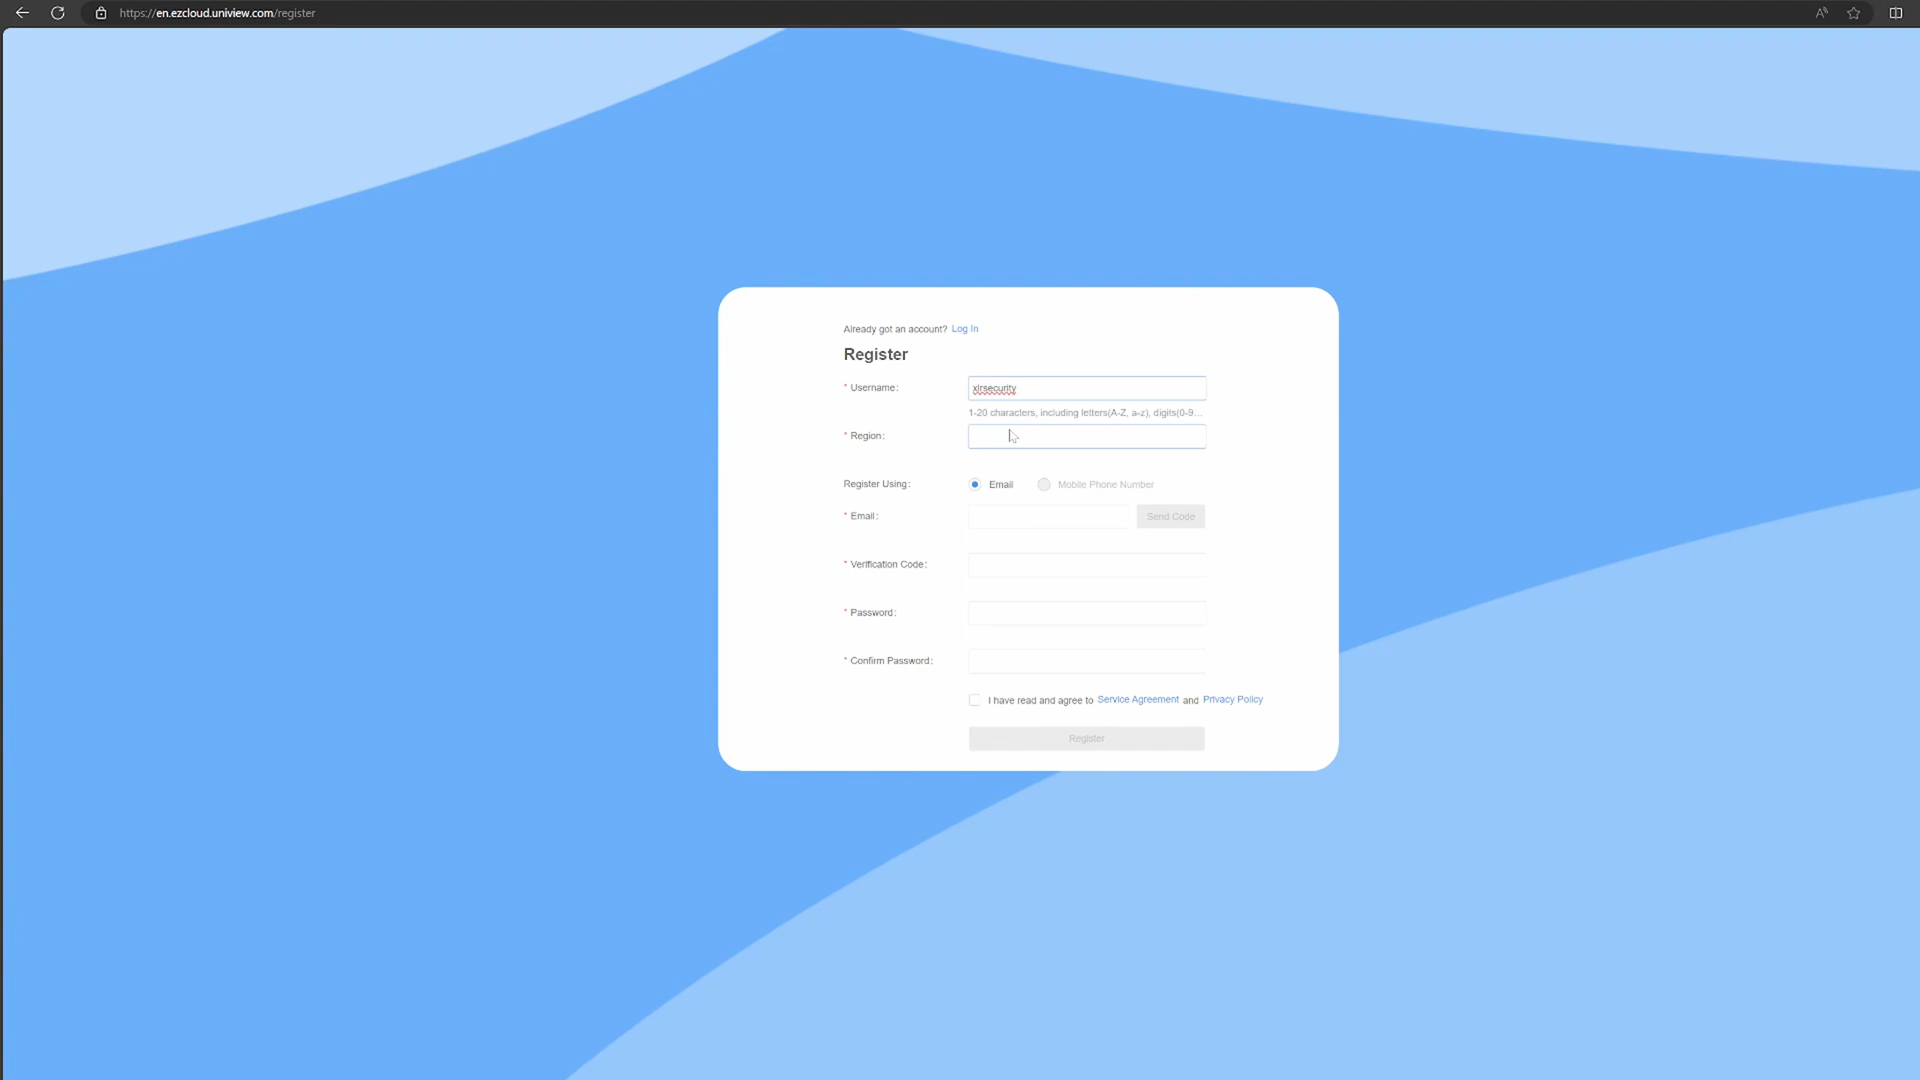 https://en.ezcloud.uniview.com/register
Already got an account? Log In
Register
* Username:
xlrsecurity
1-20 characters, including letters(A-Z, a-z), digits(0-9...
* Region:
Register Using: Email Mobile Phone Number
* Email: Send Code
* Verification Code:
* Password:
* Confirm Password:
I have read and agree to Service Agreement and Privacy Policy
Register